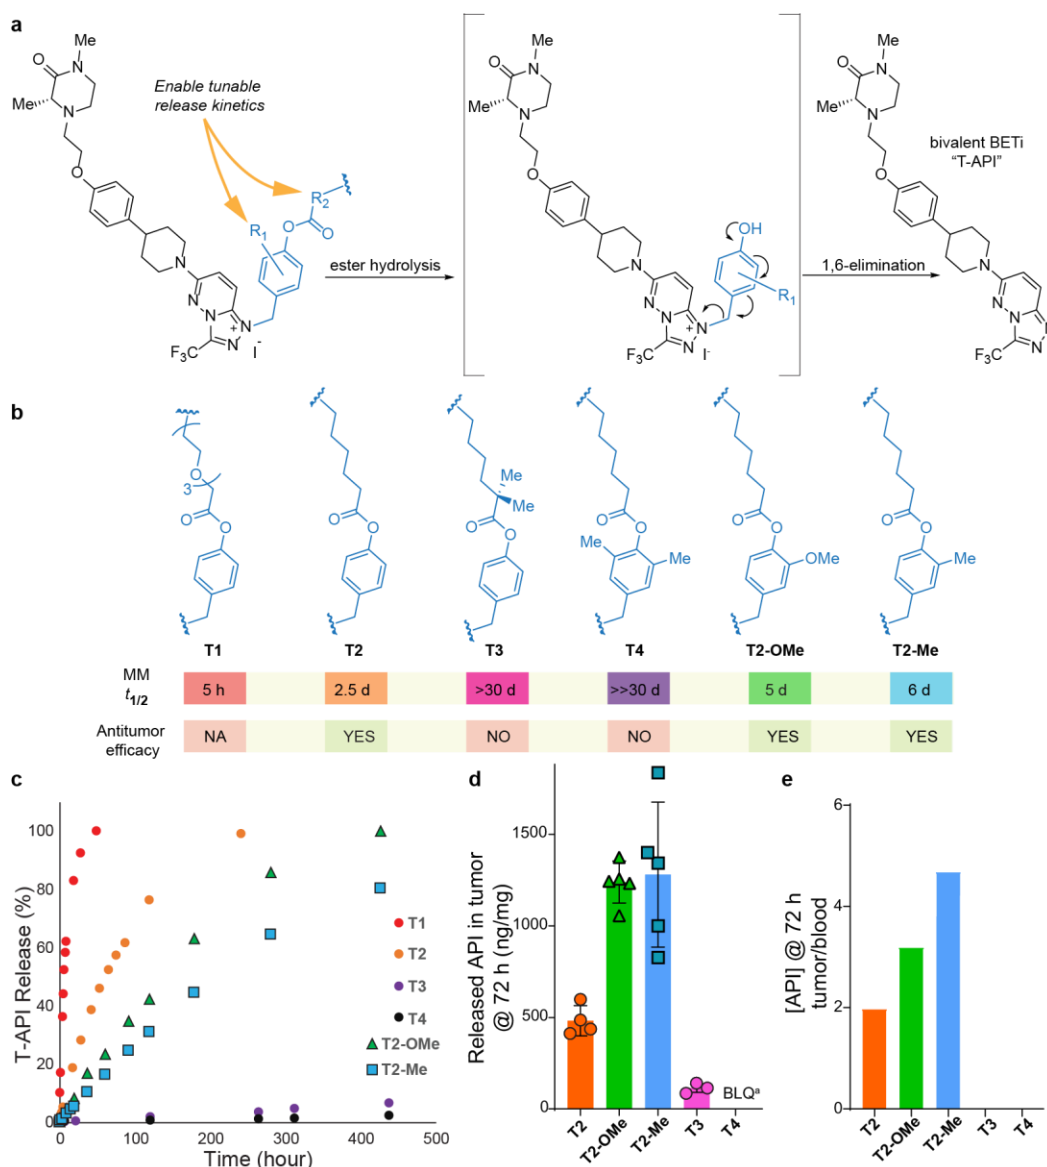 a
Me
O
N
Me
N
O
N
N
N
N
N
+
F₃C
I⁻
Enable tunable
release kinetics
R₁
R₂
O
O
ester hydrolysis
Me
O
N
Me
N
O
N
N
N
N
N
+
F₃C
I⁻
OH
R₁
1,6-elimination
Me
O
N
Me
N
O
N
N
N
N
N
F₃C
bivalent BETi
“T-API”
b
O
3
O
O
O
O
Me
Me
O
O
O
O
Me
Me
O
O
OMe
O
O
Me
T1 T2 T3 T4 T2-OMe T2-Me
MM
t1/2
5 h 2.5 d >30 d >>30 d 5 d 6 d
Antitumor
efficacy
NA YES NO NO YES YES
c
T-API Release (%)
100
80
60
40
20
0
0 100 200 300 400 500
Time (hour)
T1
T2
T3
T4
T2-OMe
T2-Me
d
Released API in tumor
@ 72 h (ng/mg)
1500
1000
500
0
BLQᵃ
T2 T2-OMe T2-Me T3 T4
e
[API] @ 72 h
tumor/blood
6
4
2
0
T2 T2-OMe T2-Me T3 T4